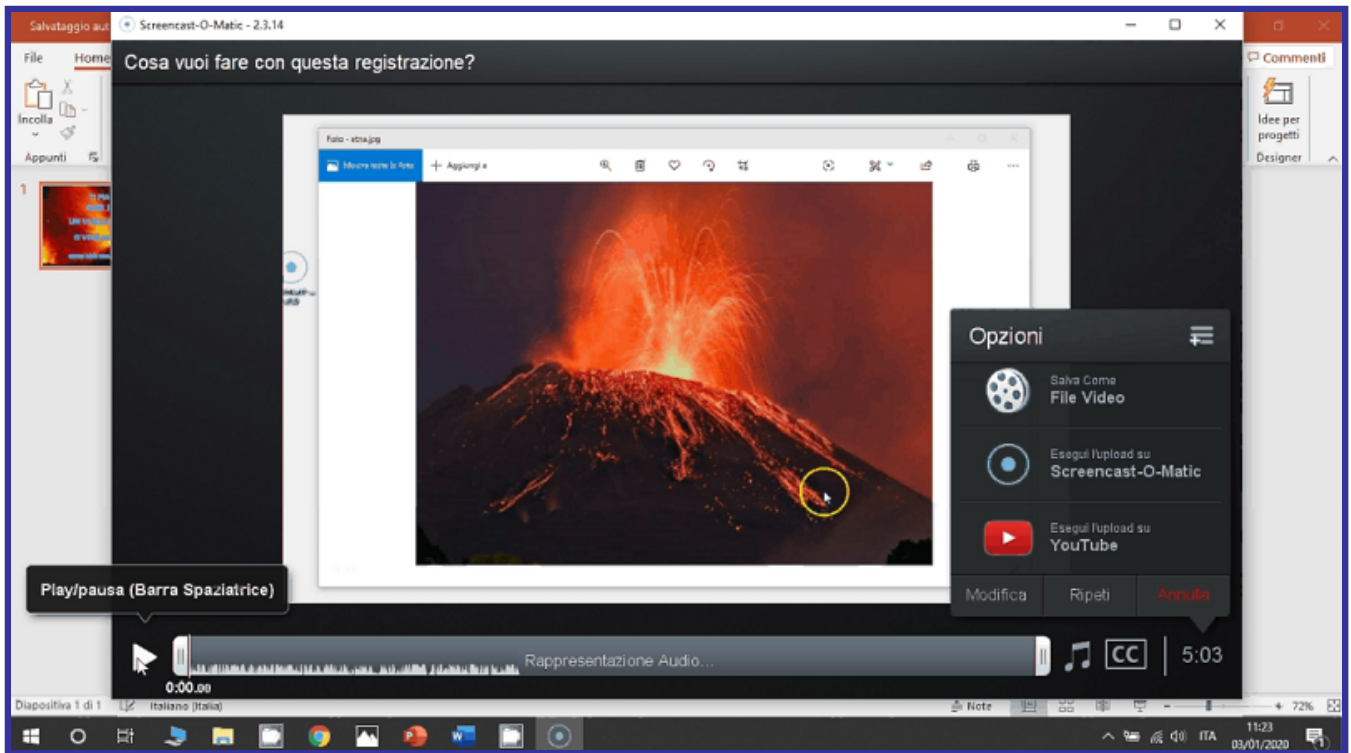 Salvataggio aut
Screencast-O-Matic - 2.3.14
File
Home
Commenti
Cosa vuoi fare con questa registrazione?
Incolla
Appunti
Idee per
progetti
Designer
1
Foto - etna.jpg
Mostra tutte le foto
Aggiungi a
Opzioni
Salva Come
File Video
Esegui l'upload su
Screencast-O-Matic
Esegui l'upload su
YouTube
Modifica
Ripeti
Annulla
Play/pausa (Barra Spaziatrice)
Rappresentazione Audio...
CC
5:03
0:00.00
Diapositiva 1 di 1
Italiano (Italia)
Note
72%
ITA
11:23
03/01/2020
1